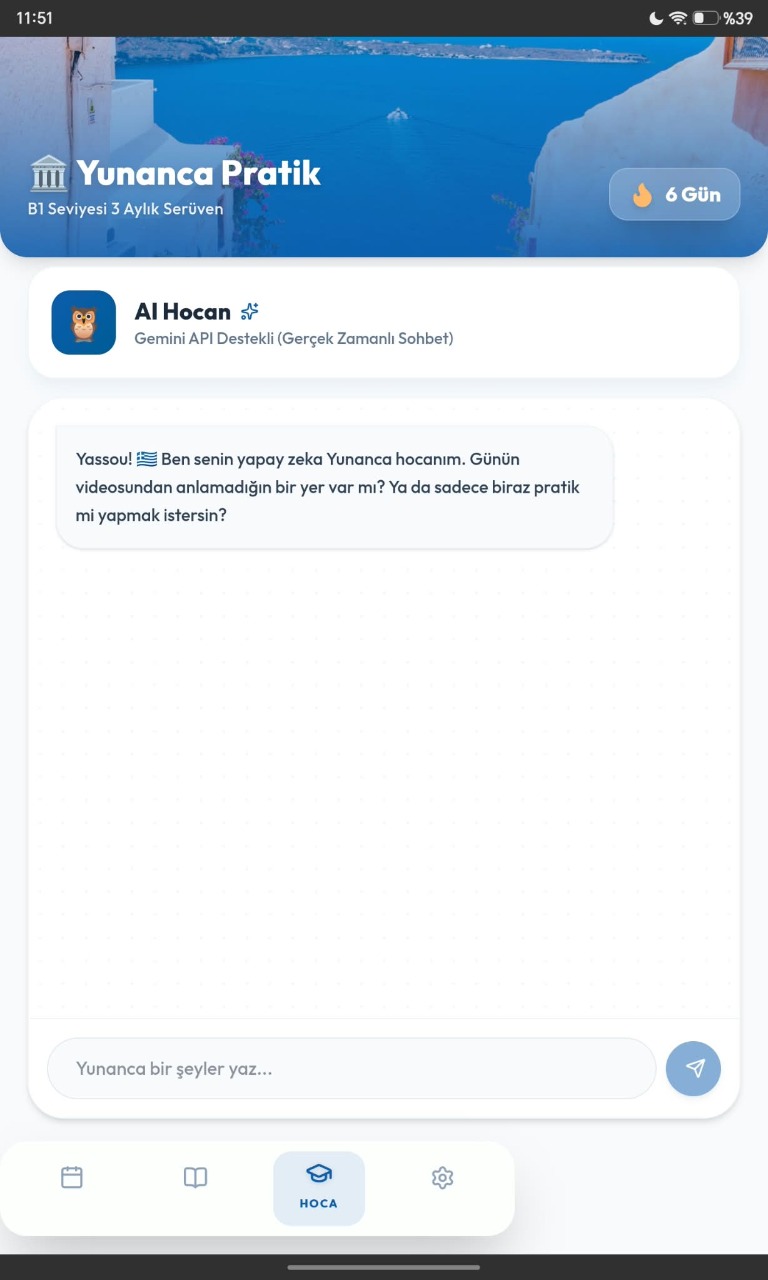 11:51
%39
🏛️ Yunanca Pratik
B1 Seviyesi 3 Aylık Serüven
🔥 6 Gün
AI Hocan
Gemini API Destekli (Gerçek Zamanlı Sohbet)
Yassou! 🇬🇷 Ben senin yapay zeka Yunanca hocanım. Günün
videosundan anlamadığın bir yer var mı? Ya da sadece biraz pratik
mi yapmak istersin?
Yunanca bir şeyler yaz...
HOCA